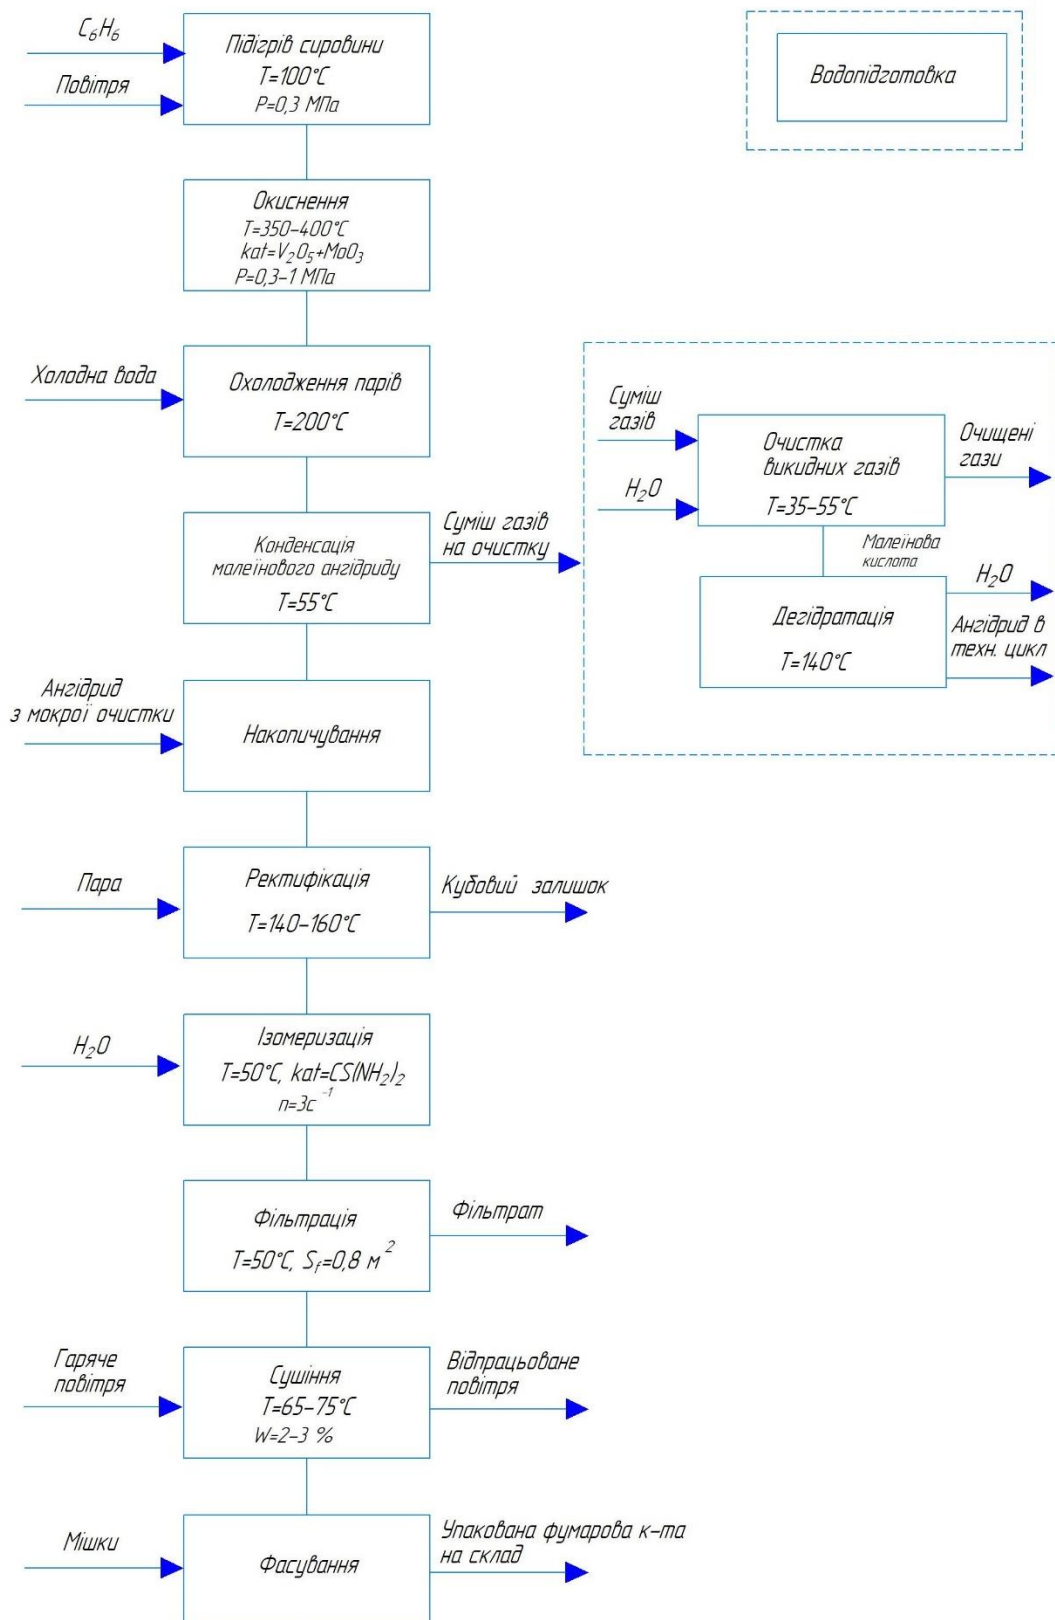 C₆H₆
Повітря
Підігрів сировини
T=100°C
P=0,3 МПа
Водопідготовка
Окиснення
T=350–400°C
kat=V₂O₅+MoO₃
P=0,3–1 МПа
Холодна вода
Охолодження парів
T=200°C
Конденсація
малеїнового ангідриду
T=55°C
Суміш газів
на очистку
Суміш
газів
H₂O
Очистка
викидних газів
T=35–55°C
Очищені
гази
Малеїнова
кислота
Дегідратація
T=140°C
H₂O
Ангідрид в
техн. цикл
Ангідрид
з мокрої очистки
Накопичування
Пара
Ректифікація
T=140–160°C
Кубовий залишок
H₂O
Ізомеризація
T=50°C, kat=CS(NH₂)₂
n=3c⁻¹
Фільтрація
T=50°C, S_f=0,8 м²
Фільтрат
Гаряче
повітря
Сушіння
T=65–75°C
W=2–3 %
Відпрацьоване
повітря
Мішки
Фасування
Упакована фумарова к-та
на склад